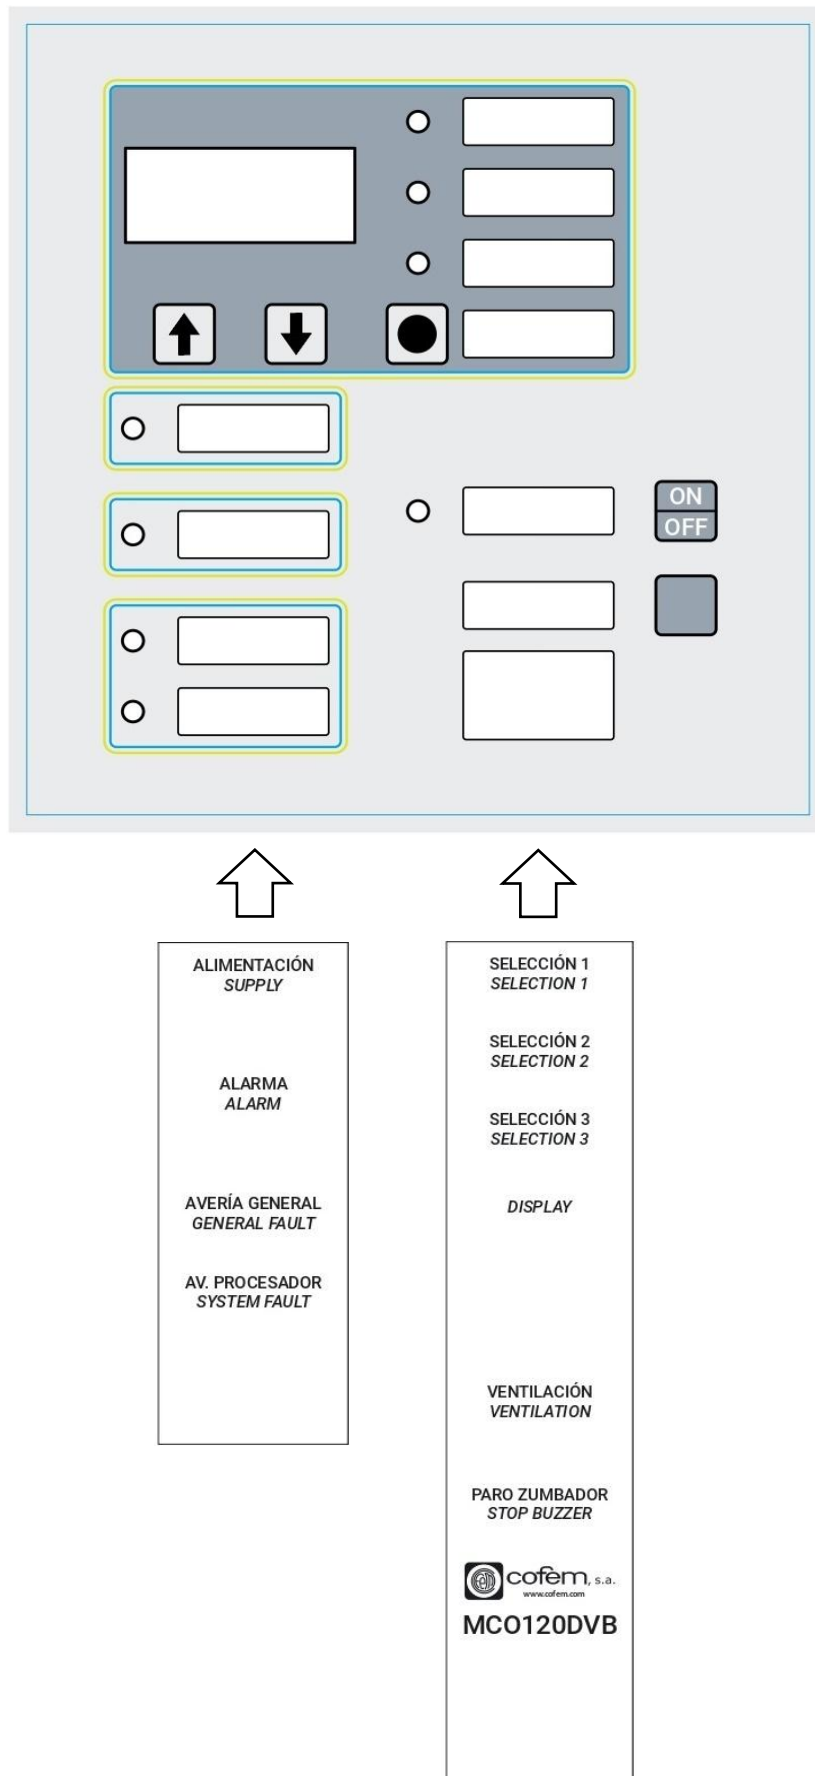 ON
OFF
ALIMENTACIÓN
SUPPLY
ALARMA
ALARM
AVERÍA GENERAL
GENERAL FAULT
AV. PROCESADOR
SYSTEM FAULT
SELECCIÓN 1
SELECTION 1
SELECCIÓN 2
SELECTION 2
SELECCIÓN 3
SELECTION 3
DISPLAY
VENTILACIÓN
VENTILATION
PARO ZUMBADOR
STOP BUZZER
cofem, s.a.
www.cofem.com
MCO120DVB